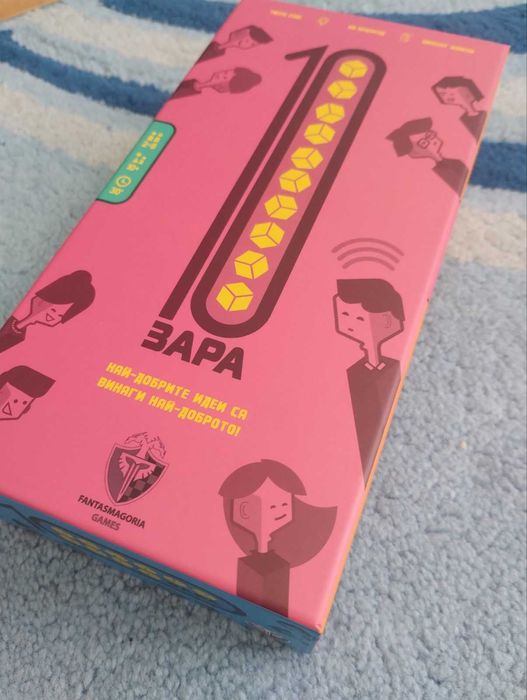 10
ЗАРА
НАЙ-ДОБРИТЕ ИДЕИ СА
ВИНАГИ НАЙ-ДОБРОТО!
FANTASMAGORIA
GAMES